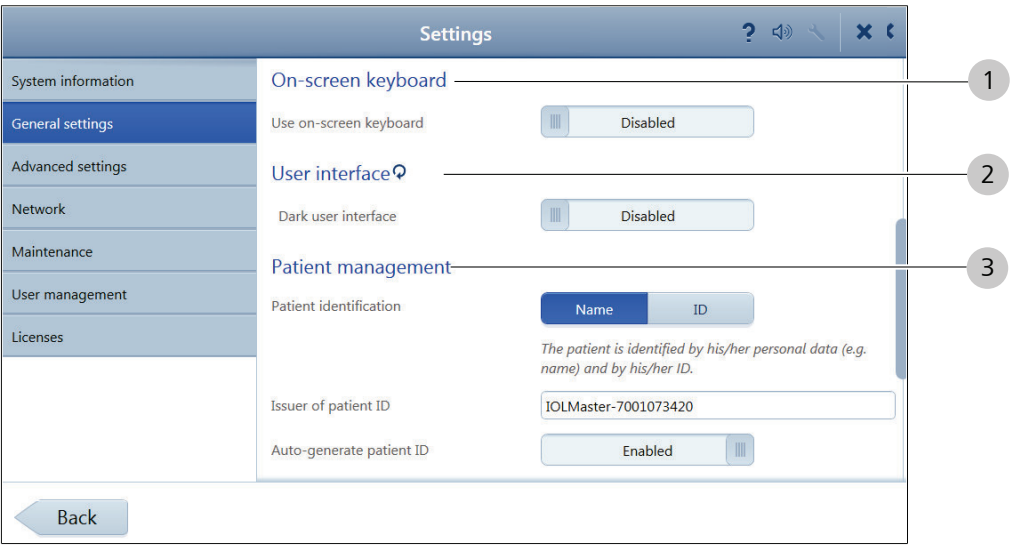 Settings
?
System information
General settings
Advanced settings
Network
Maintenance
User management
Licenses
On-screen keyboard
1
Use on-screen keyboard
Disabled
User interface
2
Dark user interface
Disabled
Patient management
3
Patient identification
Name
ID
The patient is identified by his/her personal data (e.g.
name) and by his/her ID.
Issuer of patient ID
IOLMaster-7001073420
Auto-generate patient ID
Enabled
Back